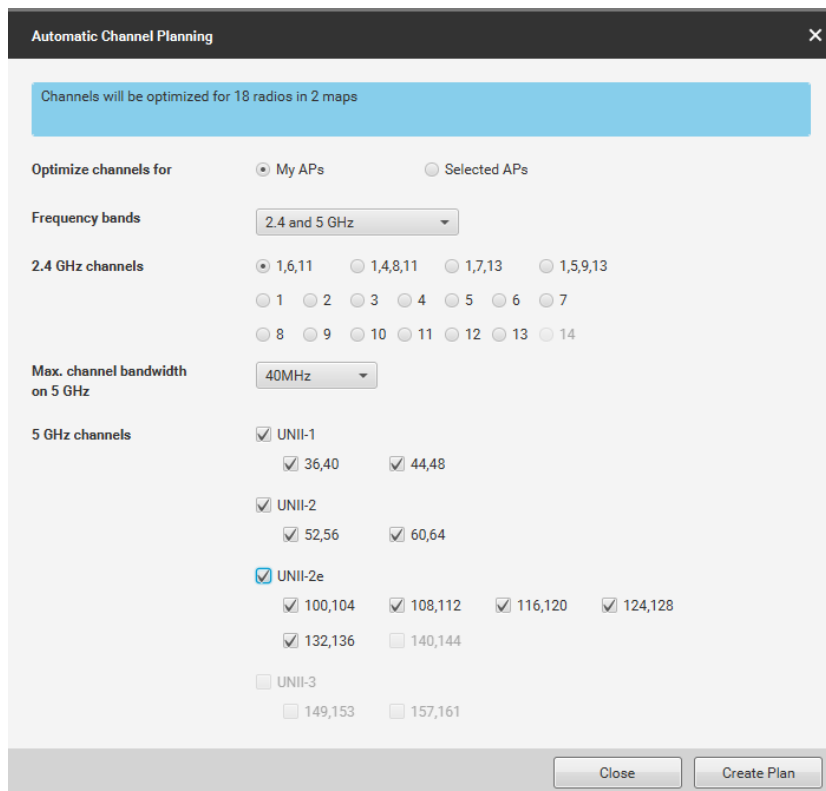 Automatic Channel Planning
Channels will be optimized for 18 radios in 2 maps
Optimize channels for My APs Selected APs
Frequency bands 2.4 and 5 GHz
2.4 GHz channels 1,6,11 1,4,8,11 1,7,13 1,5,9,13
1 2 3 4 5 6 7
8 9 10 11 12 13 14
Max. channel bandwidth
on 5 GHz
40MHz
5 GHz channels UNII-1
36,40 44,48
UNII-2
52,56 60,64
UNII-2e
100,104 108,112 116,120 124,128
132,136 140,144
UNII-3
149,153 157,161
Close Create Plan